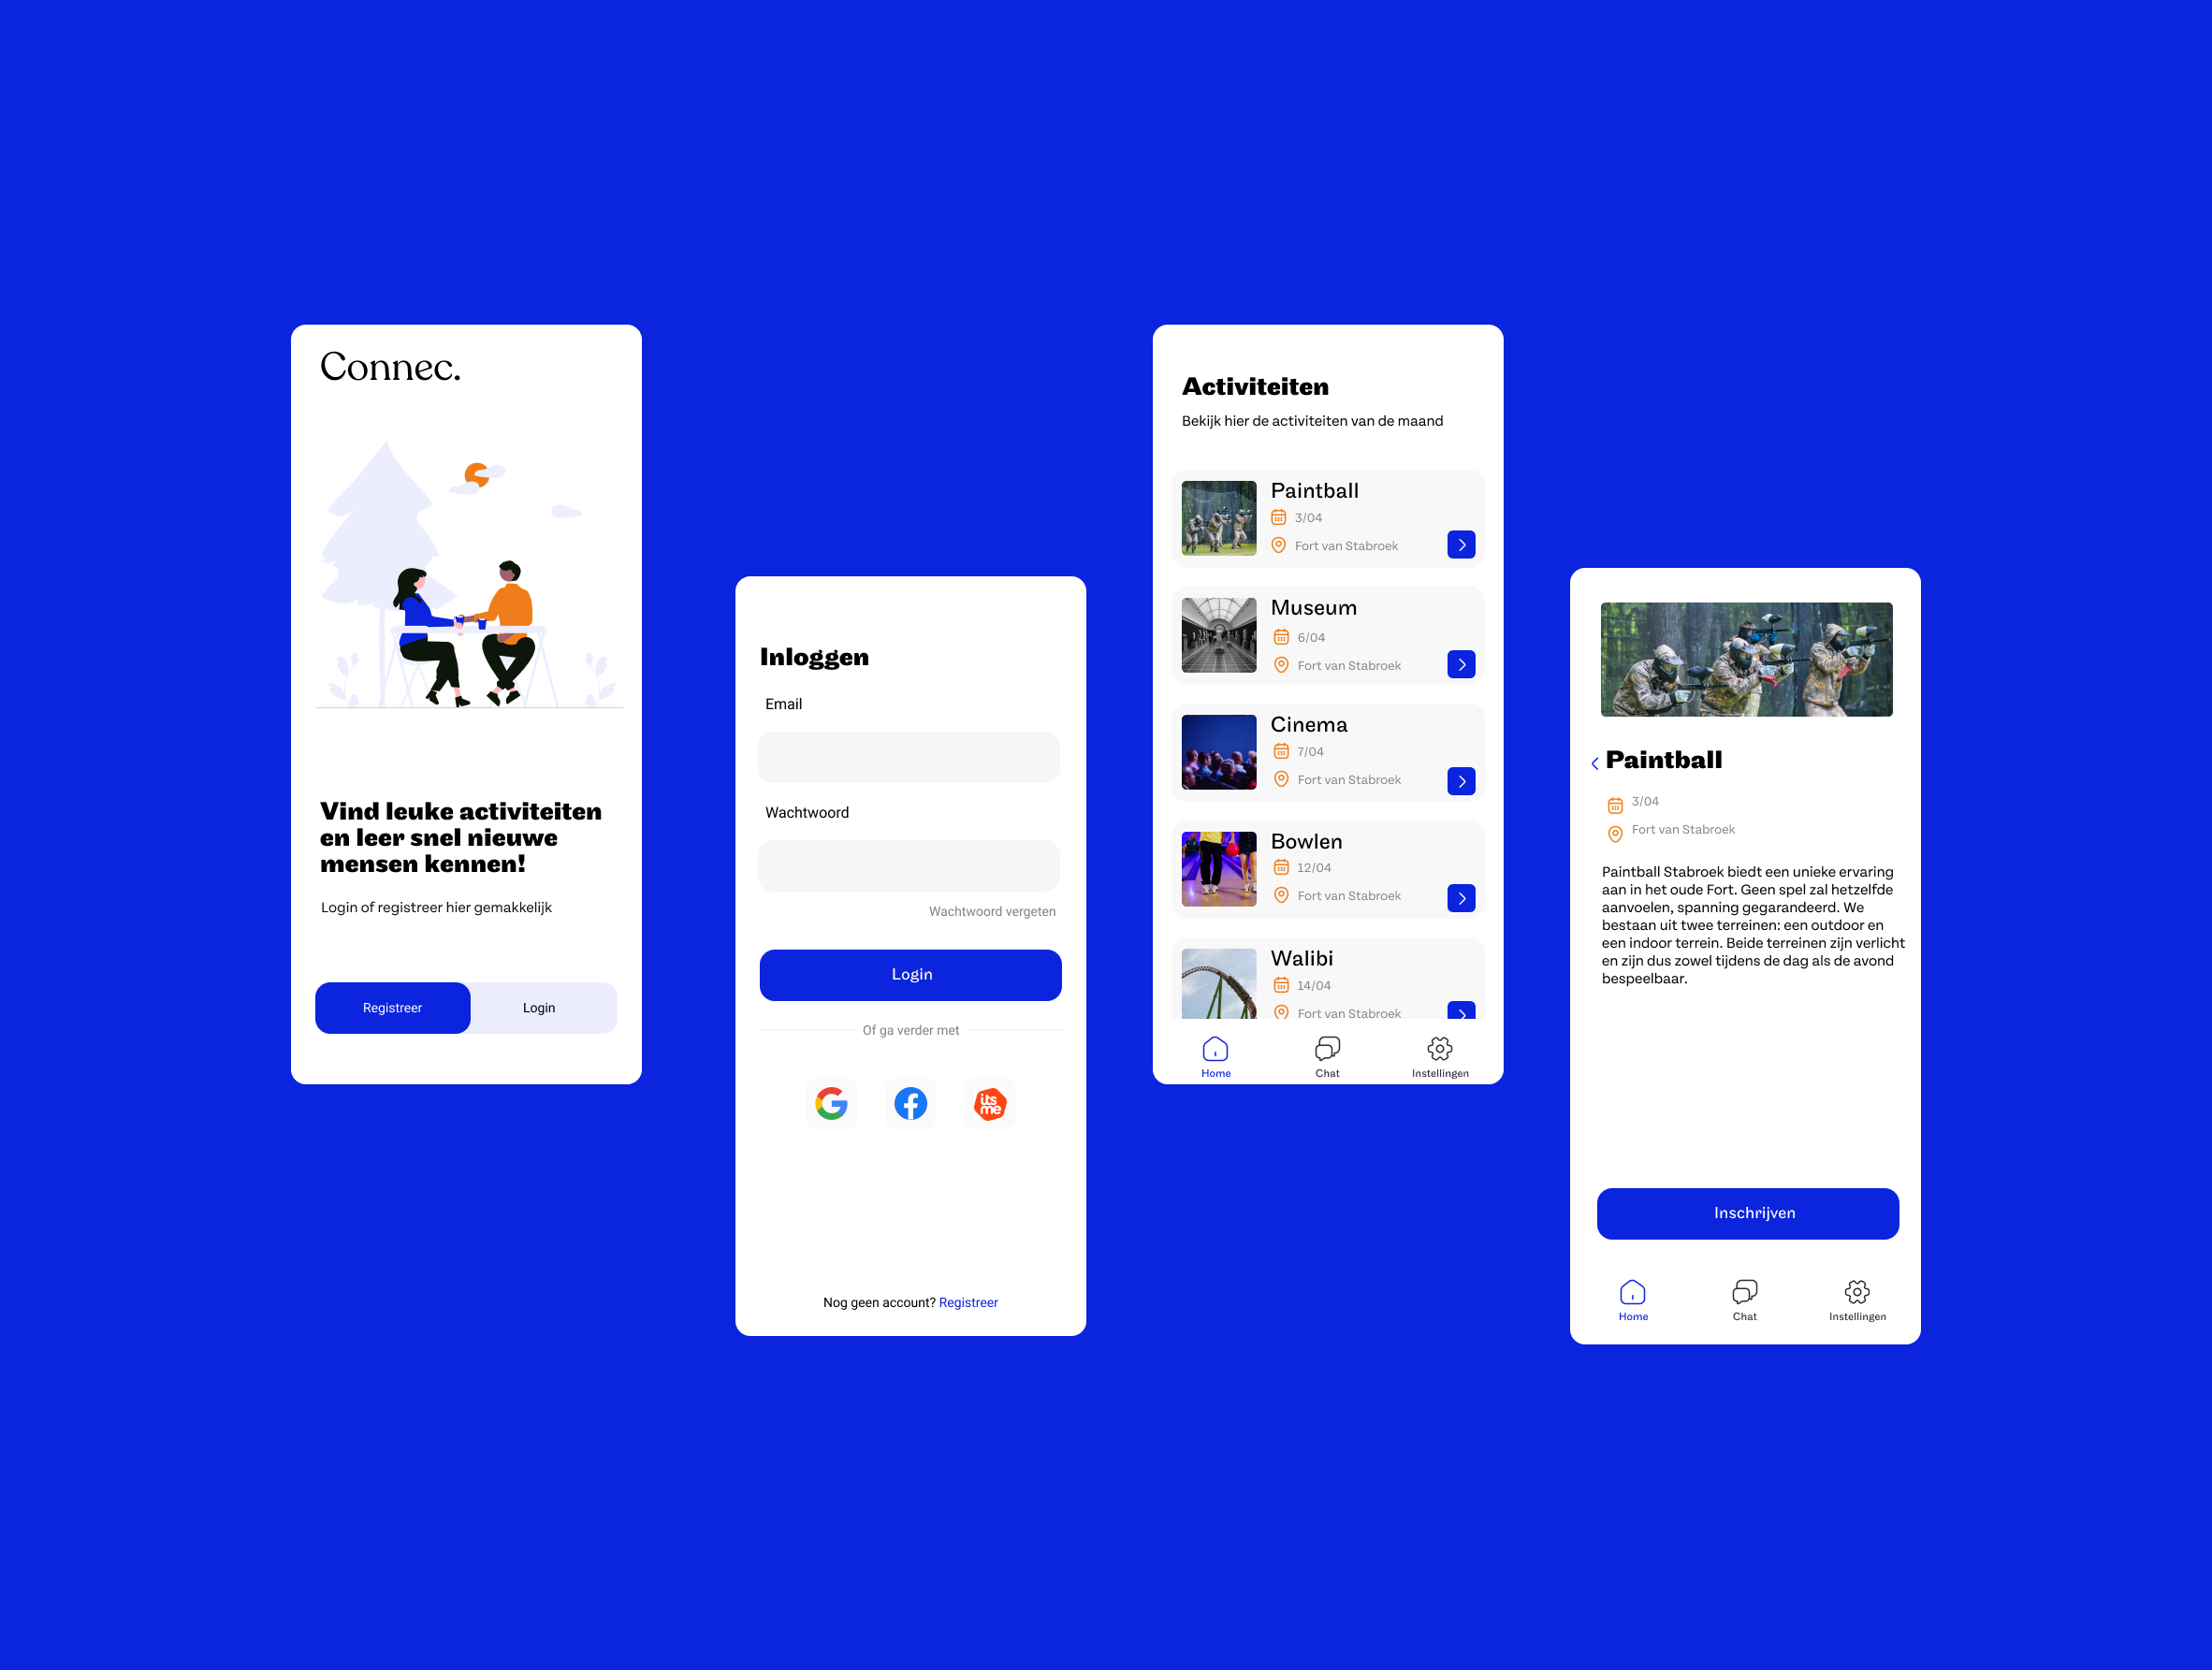 Connec.
Vind leuke activiteiten
en leer snel nieuwe
mensen kennen!
Login of registreer hier gemakkelijk
Registreer
Login
Inloggen
Email
Wachtwoord
Wachtwoord vergeten
Login
Of ga verder met
its
me
Nog geen account? Registreer
Activiteiten
Bekijk hier de activiteiten van de maand
Paintball
3/04
Fort van Stabroek
Museum
6/04
Fort van Stabroek
Cinema
7/04
Fort van Stabroek
Bowlen
12/04
Fort van Stabroek
Walibi
14/04
Fort van Stabroek
Home
Chat
Instellingen
Paintball
3/04
Fort van Stabroek
Paintball Stabroek biedt een unieke ervaring
aan in het oude Fort. Geen spel zal hetzelfde
aanvoelen, spanning gegarandeerd. We
bestaan uit twee terreinen: een outdoor en
een indoor terrein. Beide terreinen zijn verlicht
en zijn dus zowel tijdens de dag als de avond
bespeelbaar.
Inschrijven
Home
Chat
Instellingen